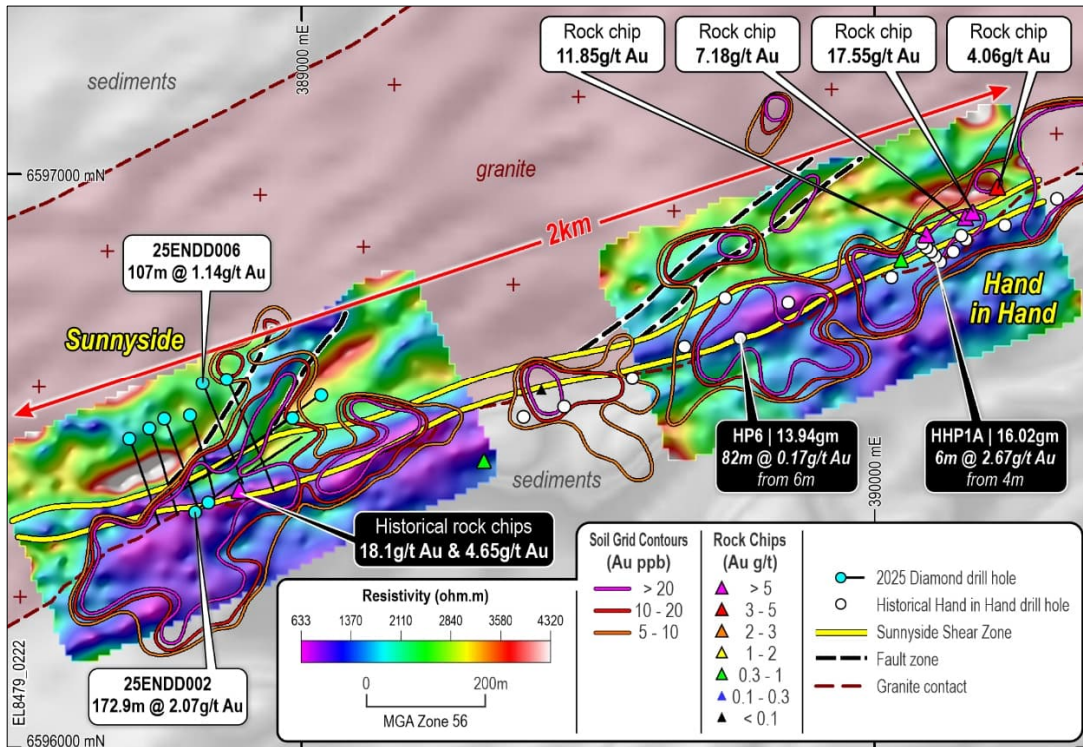 Rock chip
11.85g/t Au
Rock chip
7.18g/t Au
Rock chip
17.55g/t Au
Rock chip
4.06g/t Au
sediments
389000 mE
6597000 mN
granite
2km
25ENDD006
107m @ 1.14g/t Au
Sunnyside
Hand
in Hand
HP6 | 13.94gm
82m @ 0.17g/t Au
from 6m
HHP1A | 16.02gm
6m @ 2.67g/t Au
from 4m
390000 mE
sediments
Historical rock chips
18.1g/t Au & 4.65g/t Au
25ENDD002
172.9m @ 2.07g/t Au
EL8479_0222
6596000 mN
Resistivity (ohm.m)
633 1370 2110 2840 3580 4320
0 200m
MGA Zone 56
Soil Grid Contours
(Au ppb)
> 20
10 - 20
5 - 10
Rock Chips
(Au g/t)
> 5
3 - 5
2 - 3
1 - 2
0.3 - 1
0.1 - 0.3
< 0.1
2025 Diamond drill hole
Historical Hand in Hand drill hole
Sunnyside Shear Zone
Fault zone
Granite contact